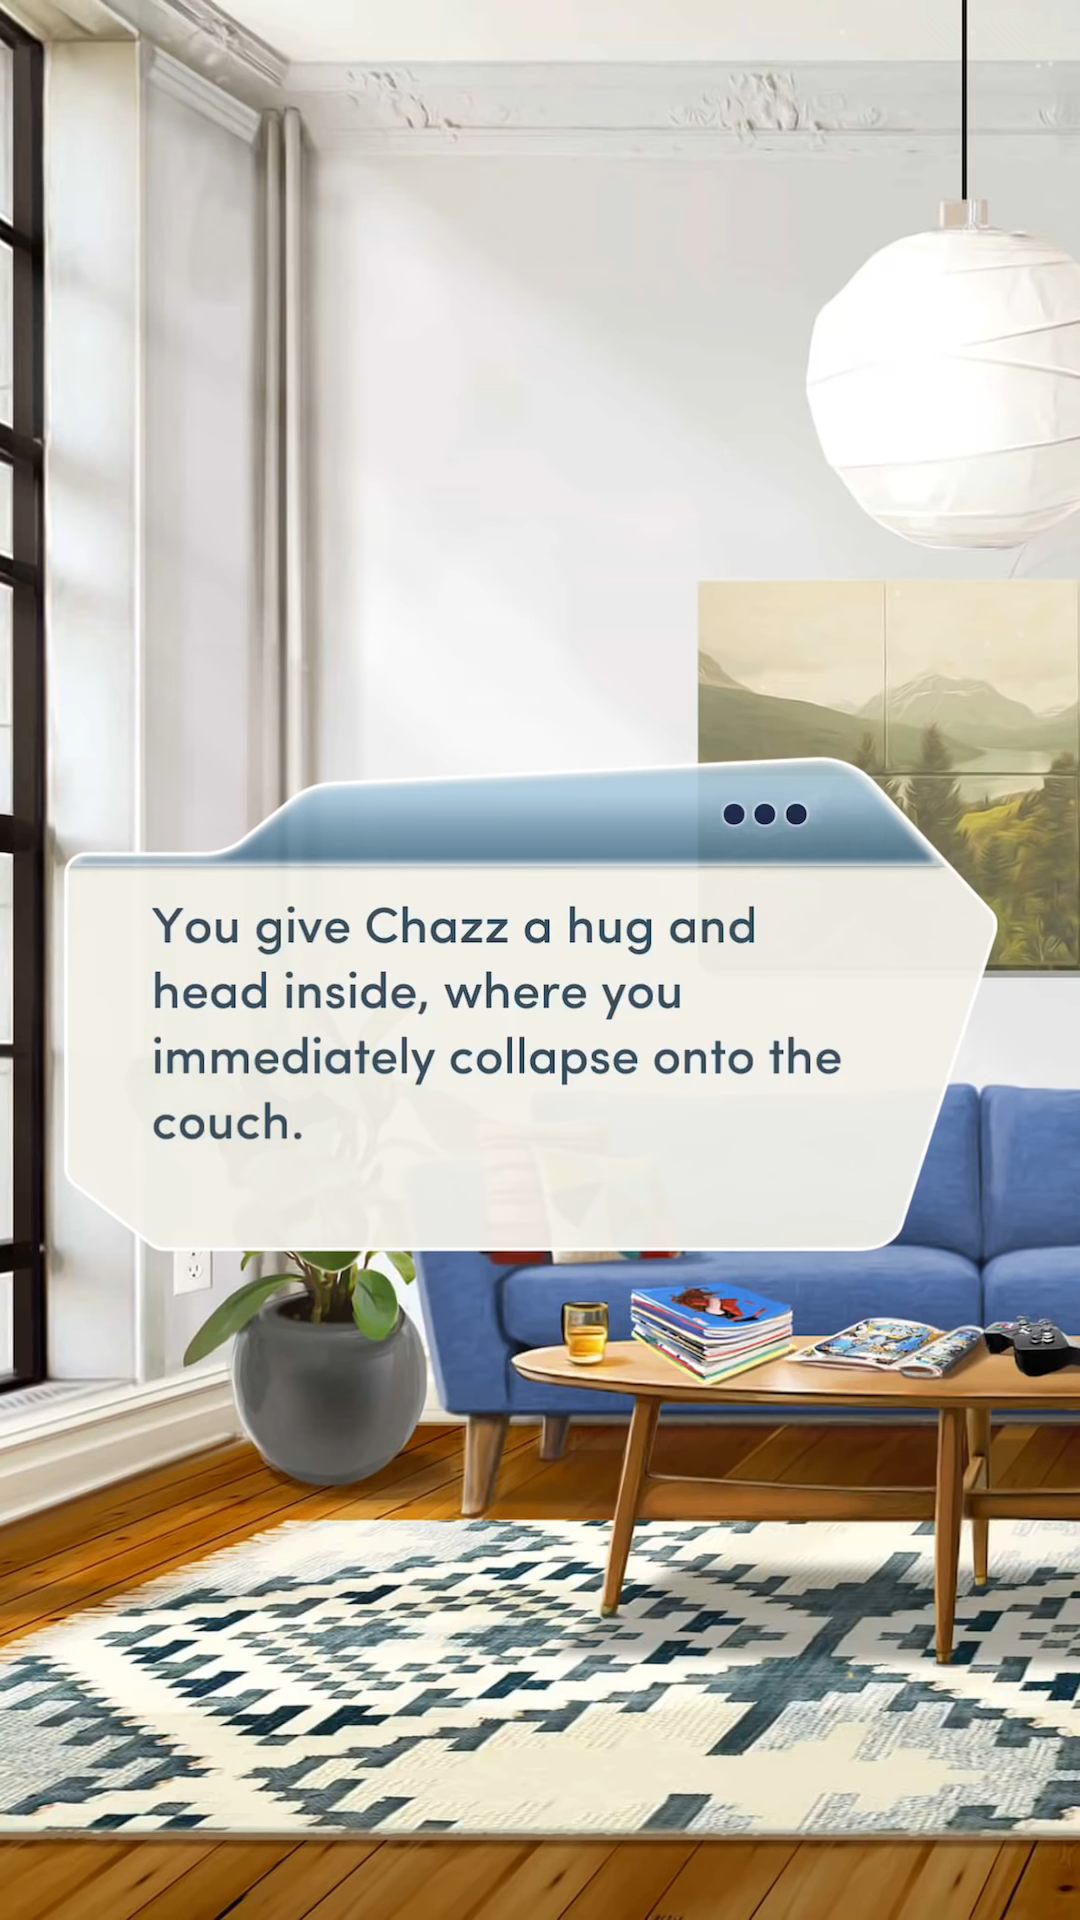 You give Chazz a hug and
head inside, where you
immediately collapse onto the
couch.